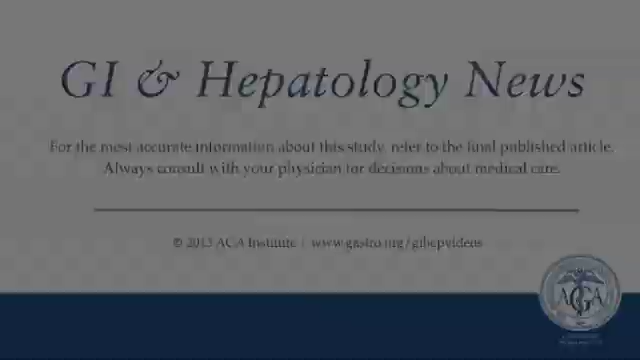 GI & Hepatology News
For the most accurate information about this study, refer to the final published article.
Always consult with your physician for decisions about medical care.
© 2013 AGA Institute | www.gastro.org/gihepvideos
AGA